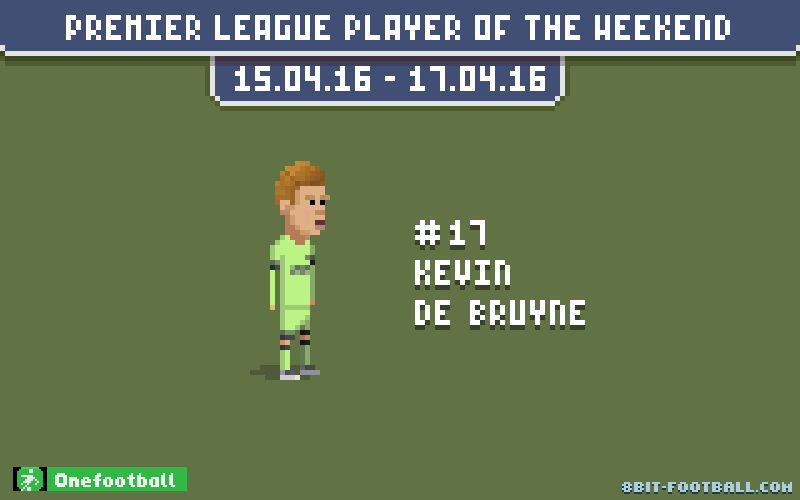 PREMIER LEAGUE PLAYER OF THE WEEKEND
15.04.16 - 17.04.16
#17
KEVIN
DE BRUYNE
Onefootball
8BIT-FOOTBALL.COM